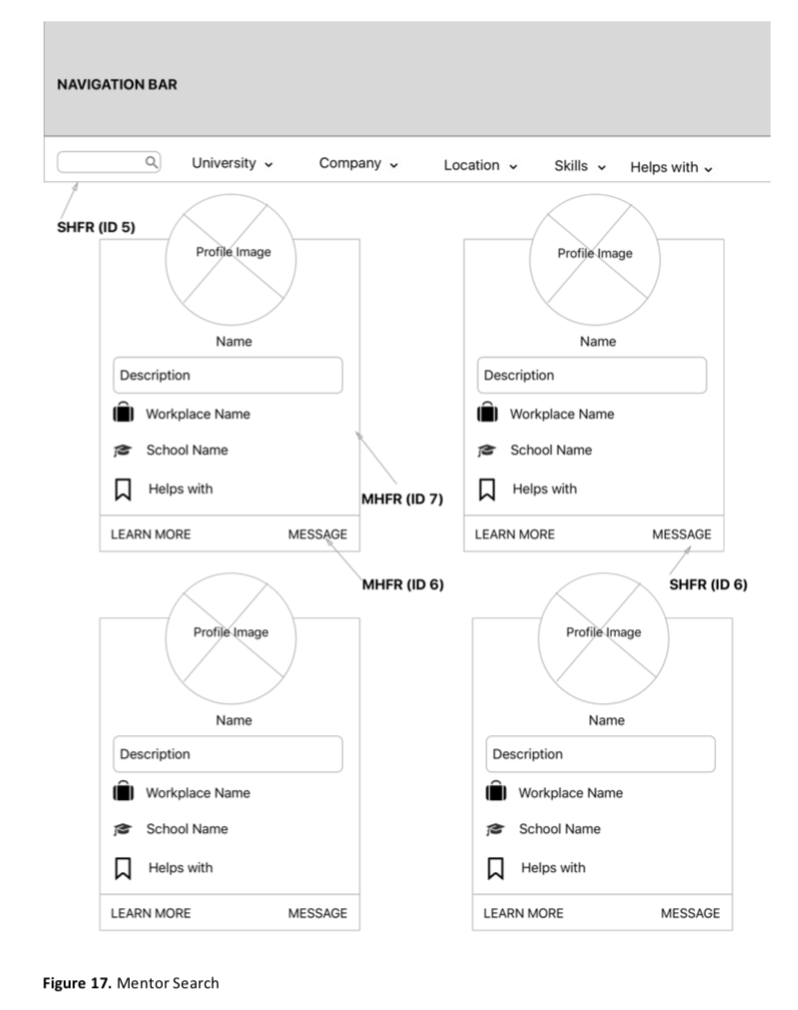 NAVIGATION BAR
University Company Location Skills Helps with
SHFR (ID 5)
Profile Image Profile Image
Name Name
Description Description
Workplace Name Workplace Name
School Name School Name
Helps with Helps with
MHFR (ID 7)
LEARN MORE MESSAGE LEARN MORE MESSAGE
MHFR (ID 6) SHFR (ID 6)
Profile Image Profile Image
Name Name
Description Description
Workplace Name Workplace Name
School Name School Name
Helps with Helps with
LEARN MORE MESSAGE LEARN MORE MESSAGE
Figure 17. Mentor Search